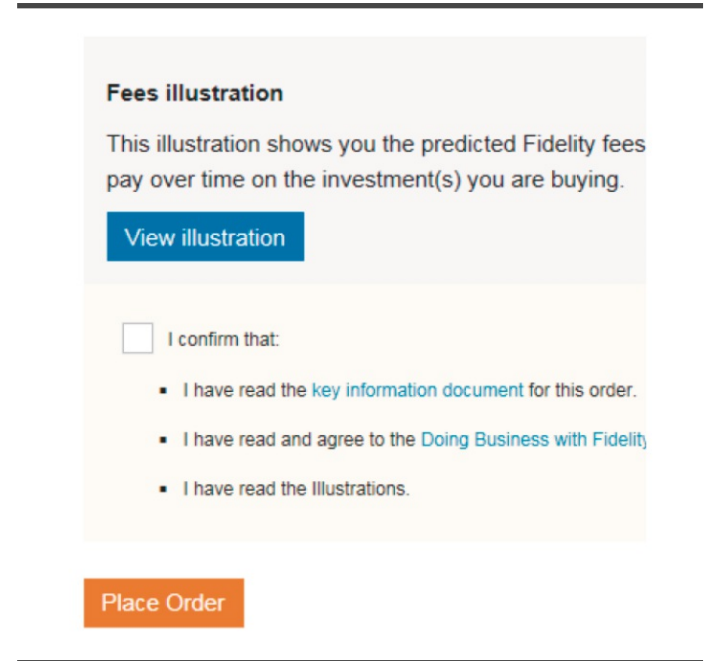 Fees illustration
This illustration shows you the predicted Fidelity fees
pay over time on the investment(s) you are buying.
View illustration
I confirm that:
▪ I have read the key information document for this order.
▪ I have read and agree to the Doing Business with Fidelity
▪ I have read the Illustrations.
Place Order